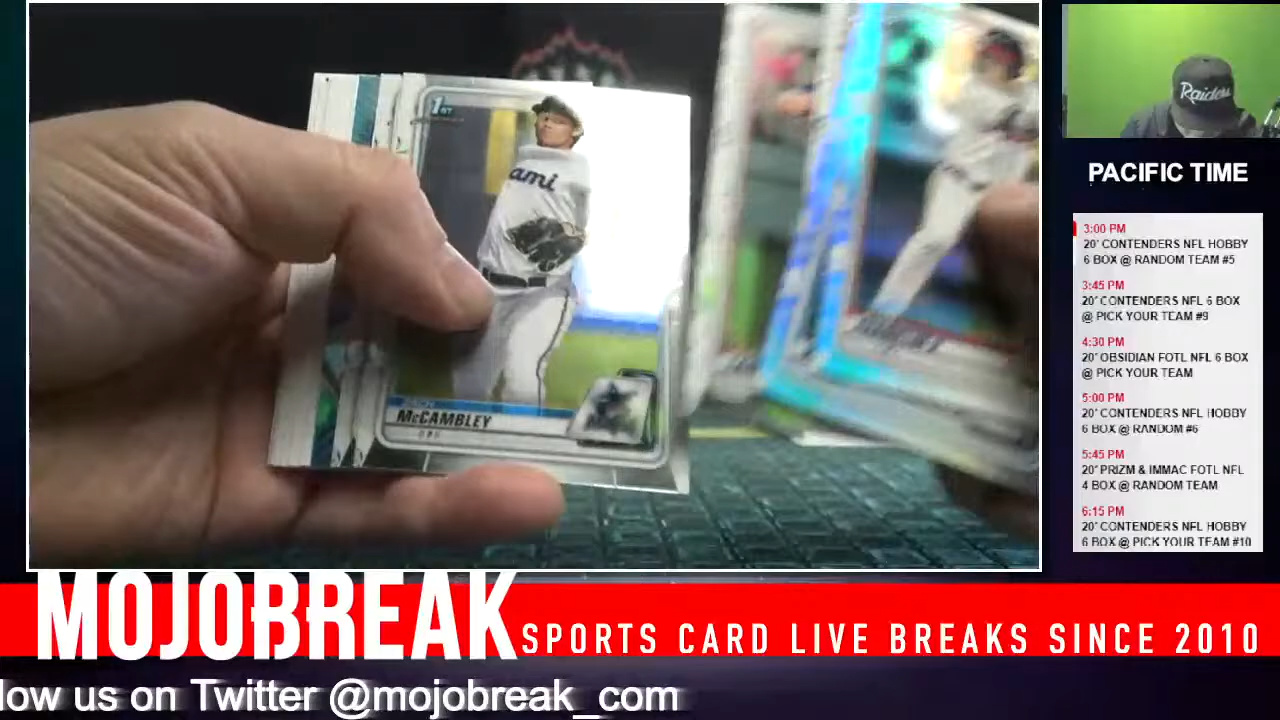 1ST
ami
McCAMBLEY
Raiders
PACIFIC TIME
3:00 PM
20' CONTENDERS NFL HOBBY
6 BOX @ RANDOM TEAM #5
3:45 PM
20' CONTENDERS NFL 6 BOX
@ PICK YOUR TEAM #9
4:30 PM
20' OBSIDIAN FOTL NFL 6 BOX
@ PICK YOUR TEAM
5:00 PM
20' CONTENDERS NFL HOBBY
6 BOX @ RANDOM #6
5:45 PM
20' PRIZM & IMMAC FOTL NFL
4 BOX @ RANDOM TEAM
6:15 PM
20' CONTENDERS NFL HOBBY
6 BOX @ PICK YOUR TEAM #10
MOJOBREAK
SPORTS CARD LIVE BREAKS SINCE 2010
low us on Twitter @mojobreak_com